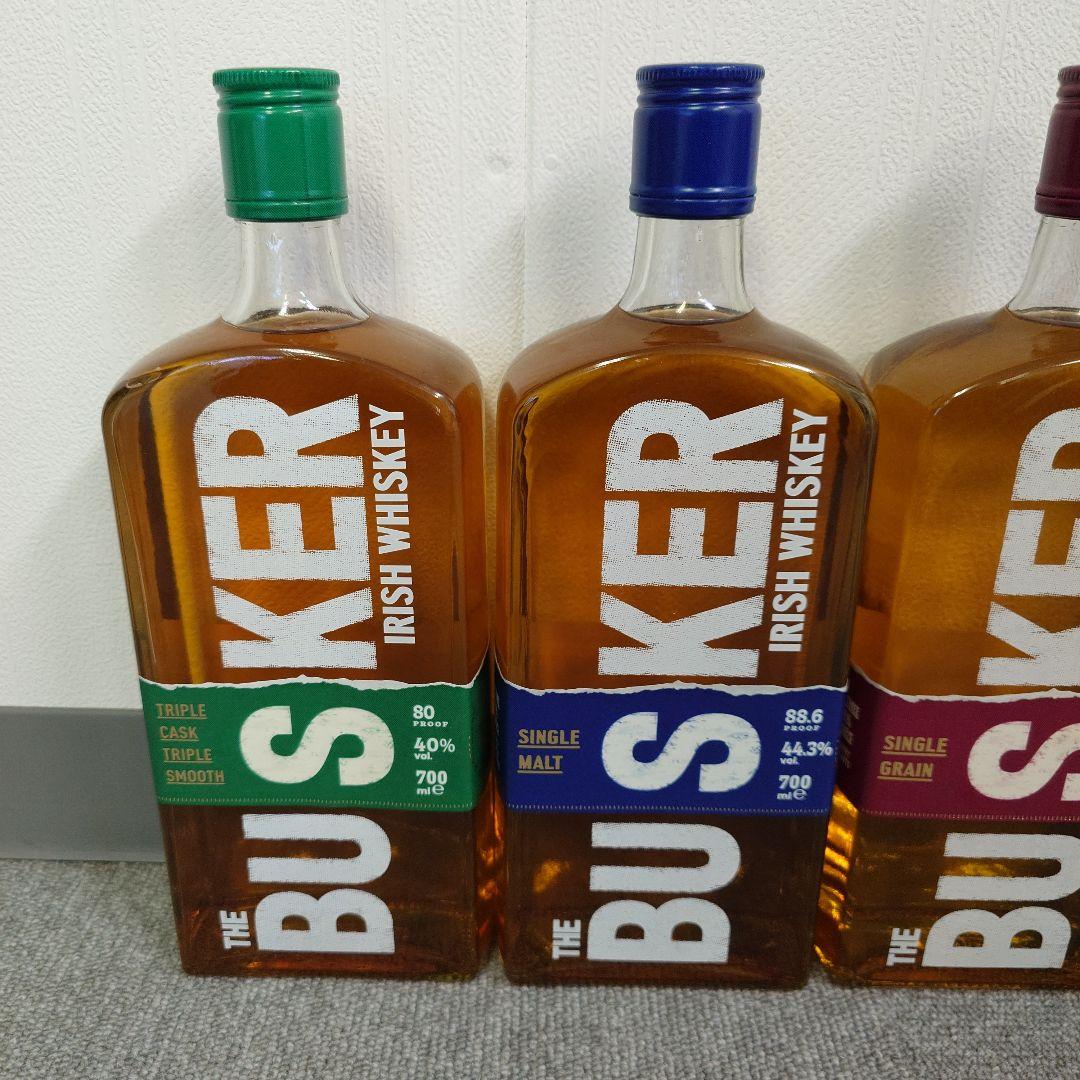 THE BUSKER
IRISH WHISKEY
TRIPLE
CASK
TRIPLE
SMOOTH
80
PROOF
40%
vol.
700
ml e
THE BUSKER
IRISH WHISKEY
SINGLE
MALT
88.6
PROOF
44.3%
vol.
700
ml e
THE BUSKER
SINGLE
GRAIN